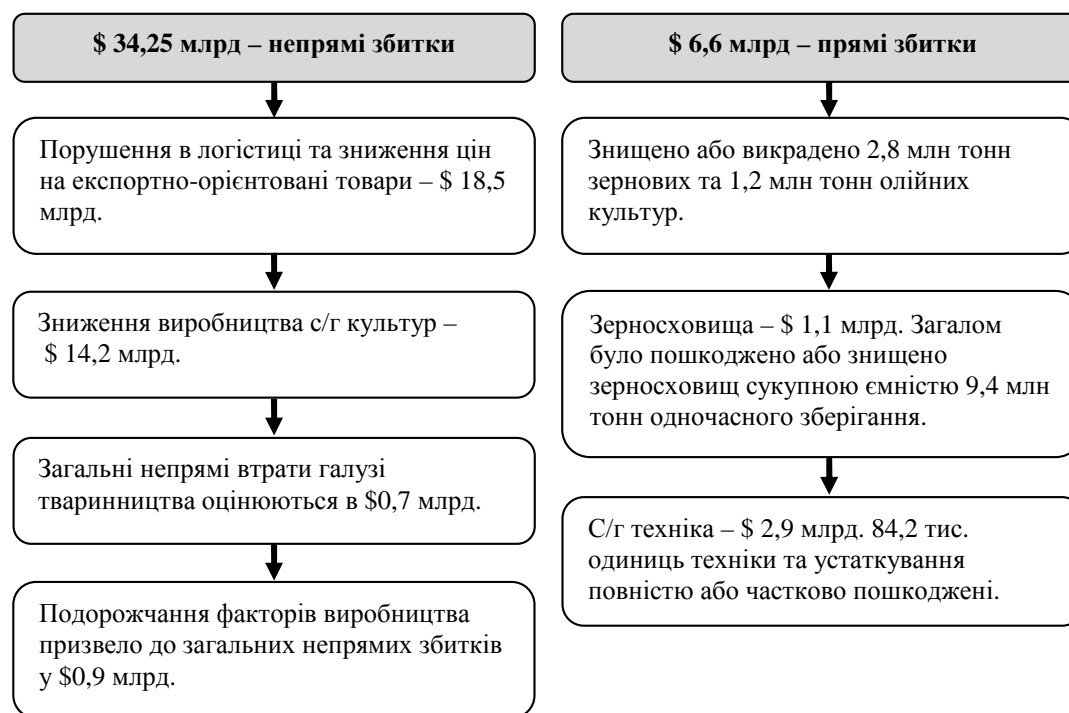 $ 34,25 млрд – непрямі збитки
Порушення в логістиці та зниження цін
на експортно-орієнтовані товари – $ 18,5
млрд.
Зниження виробництва с/г культур –
$ 14,2 млрд.
Загальні непрямі втрати галузі
тваринництва оцінюються в $0,7 млрд.
Подорожчання факторів виробництва
призвело до загальних непрямих збитків
у $0,9 млрд.
$ 6,6 млрд – прямі збитки
Знищено або викрадено 2,8 млн тонн
зернових та 1,2 млн тонн олійних
культур.
Зерносховища – $ 1,1 млрд. Загалом
було пошкоджено або знищено
зерносховищ сукупною ємністю 9,4 млн
тонн одночасного зберігання.
С/г техніка – $ 2,9 млрд. 84,2 тис.
одиниць техніки та устаткування
повністю або частково пошкоджені.